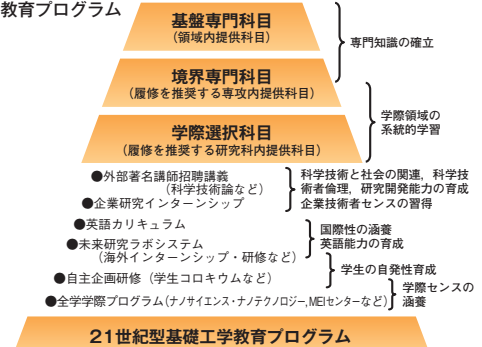 教育プログラム
基盤専門科目
(領域内提供科目)
専門知識の確立
境界専門科目
(履修を推奨する専攻内提供科目)
学際領域の
系統的学習
学際選択科目
(履修を推奨する研究科内提供科目)
●外部著名講師招聘講義
(科学技術論など)
●企業研究インターンシップ
科学技術と社会の関連，科学技
術者倫理，研究開発能力の育成
企業技術者センスの習得
●英語カリキュラム
●未来研究ラボシステム
(海外インターンシップ・研修など)
国際性の涵養
英語能力の育成
●自主企画研修（学生コロキウムなど）
学生の自発性育成
●全学学際プログラム(ナノサイエンス・ナノテクノロジー,MEIセンターなど)
学際センスの
涵養
21世紀型基礎工学教育プログラム